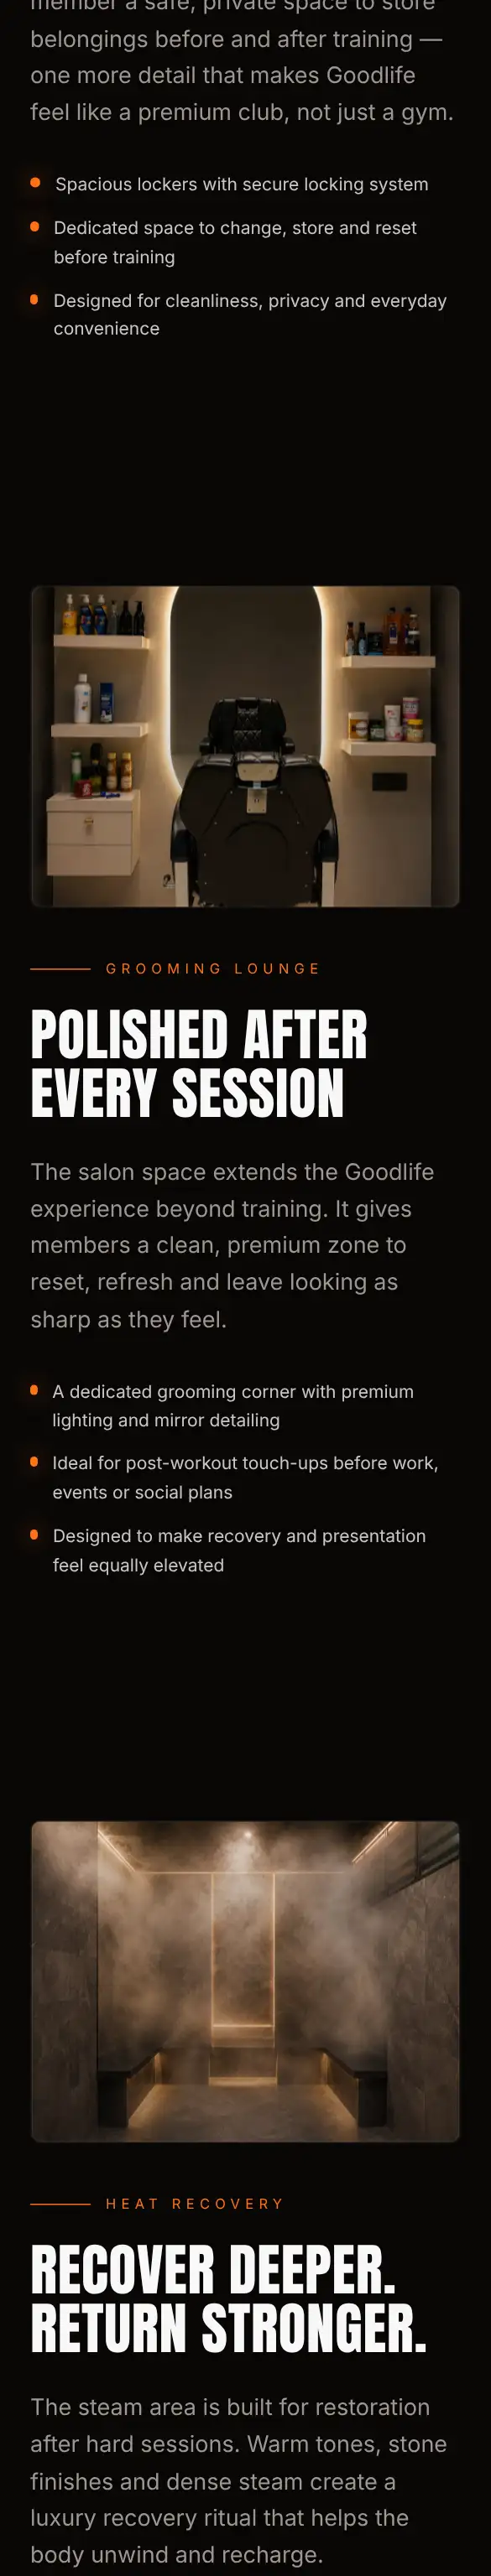 member a safe, private space to store
belongings before and after training —
one more detail that makes Goodlife
feel like a premium club, not just a gym.
Spacious lockers with secure locking system
Dedicated space to change, store and reset
before training
Designed for cleanliness, privacy and everyday
convenience
GROOMING LOUNGE
POLISHED AFTER
EVERY SESSION
The salon space extends the Goodlife
experience beyond training. It gives
members a clean, premium zone to
reset, refresh and leave looking as
sharp as they feel.
A dedicated grooming corner with premium
lighting and mirror detailing
Ideal for post-workout touch-ups before work,
events or social plans
Designed to make recovery and presentation
feel equally elevated
HEAT RECOVERY
RECOVER DEEPER.
RETURN STRONGER.
The steam area is built for restoration
after hard sessions. Warm tones, stone
finishes and dense steam create a
luxury recovery ritual that helps the
body unwind and recharge.